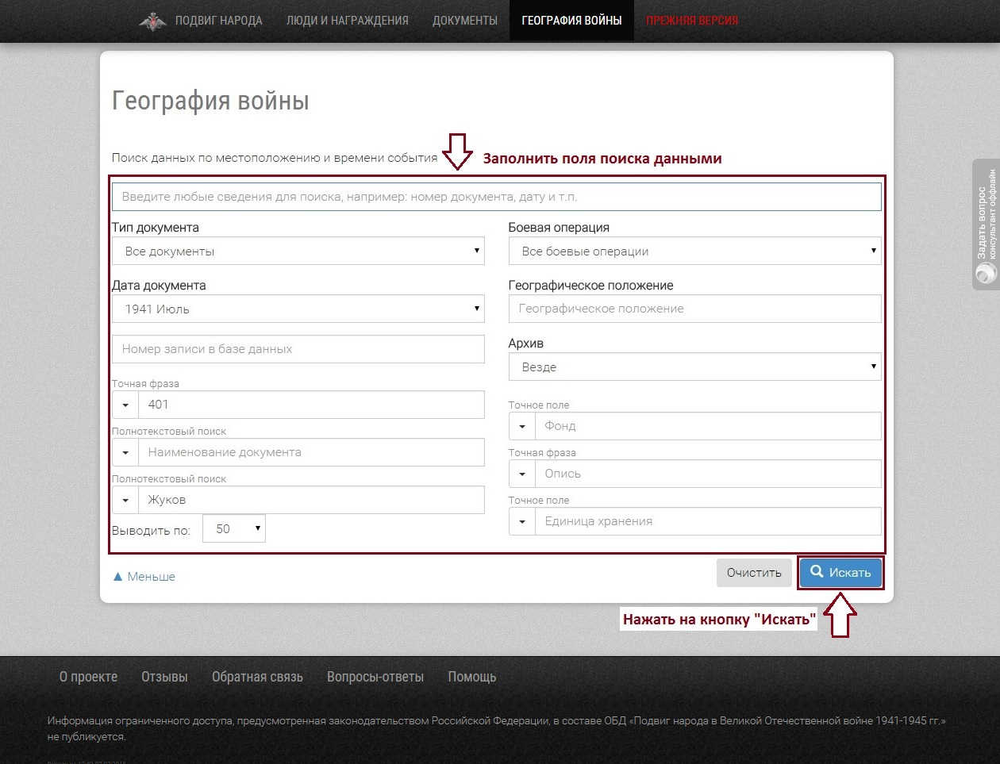 ПОДВИГ НАРОДА ЛЮДИ И НАГРАЖДЕНИЯ ДОКУМЕНТЫ ГЕОГРАФИЯ ВОЙНЫ ПРЕЖНЯЯ ВЕРСИЯ
География войны
Поиск данных по местоположению и времени события
Заполнить поля поиска данными
Введите любые сведения для поиска, например: номер документа, дату и т.п.
Тип документа
Все документы
Дата документа
1941 Июль
Номер записи в базе данных
Точная фраза
401
Полнотекстовый поиск
Наименование документа
Полнотекстовый поиск
Жуков
Выводить по: 50
Боевая операция
Все боевые операции
Географическое положение
Географическое положение
Архив
Везде
Точное поле
Фонд
Точная фраза
Опись
Точное поле
Единица хранения
Меньше
Очистить
Искать
Нажать на кнопку "Искать"
Задать вопрос
консультант оффлайн
О проекте Отзывы Обратная связь Вопросы-ответы Помощь
Информация ограниченного доступа, предусмотренная законодательством Российской Федерации, в составе ОБД «Подвиг народа в Великой Отечественной войне 1941-1945 гг.»
не публикуется.